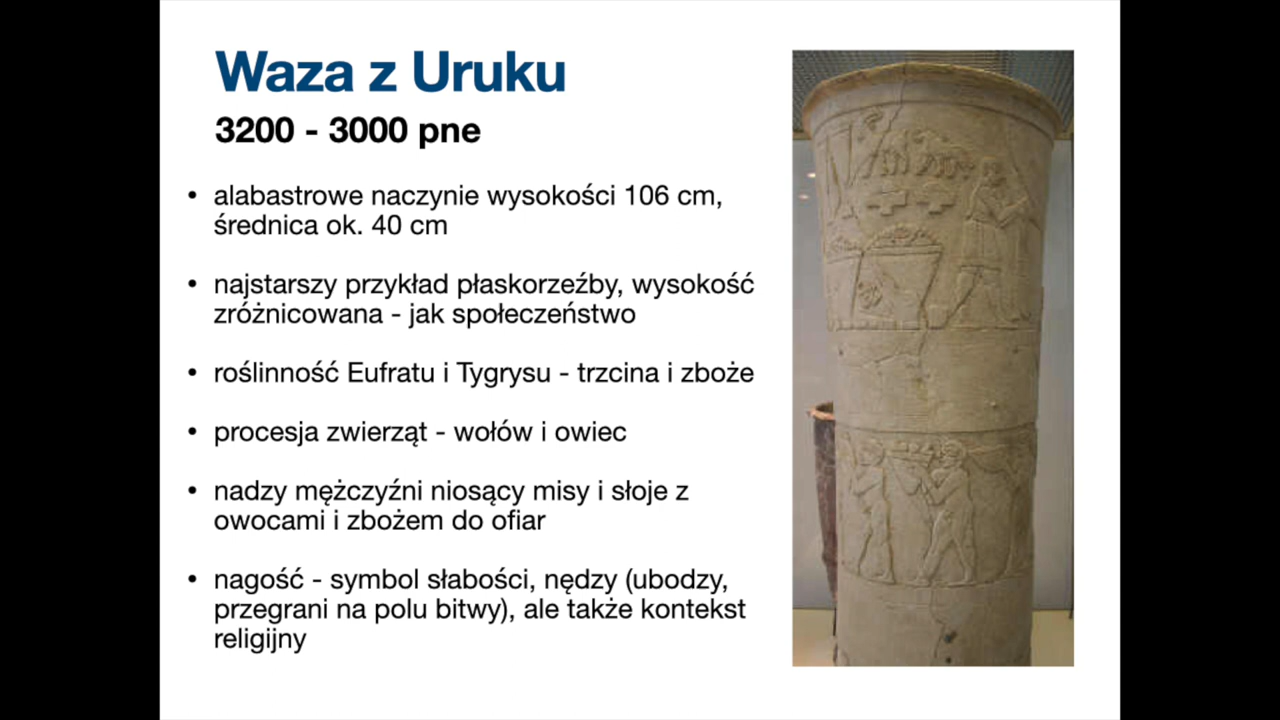 Waza z Uruku
3200 - 3000 pne
• alabastrowe naczynie wysokości 106 cm,
średnica ok. 40 cm
• najstarszy przykład płaskorzeźby, wysokość
zróżnicowana - jak społeczeństwo
• roślinność Eufratu i Tygrysu - trzcina i zboże
• procesja zwierząt - wołów i owiec
• nadzy mężczyźni niosący misy i słoje z
owocami i zbożem do ofiar
• nagość - symbol słabości, nędzy (ubodzy,
przegrani na polu bitwy), ale także kontekst
religijny